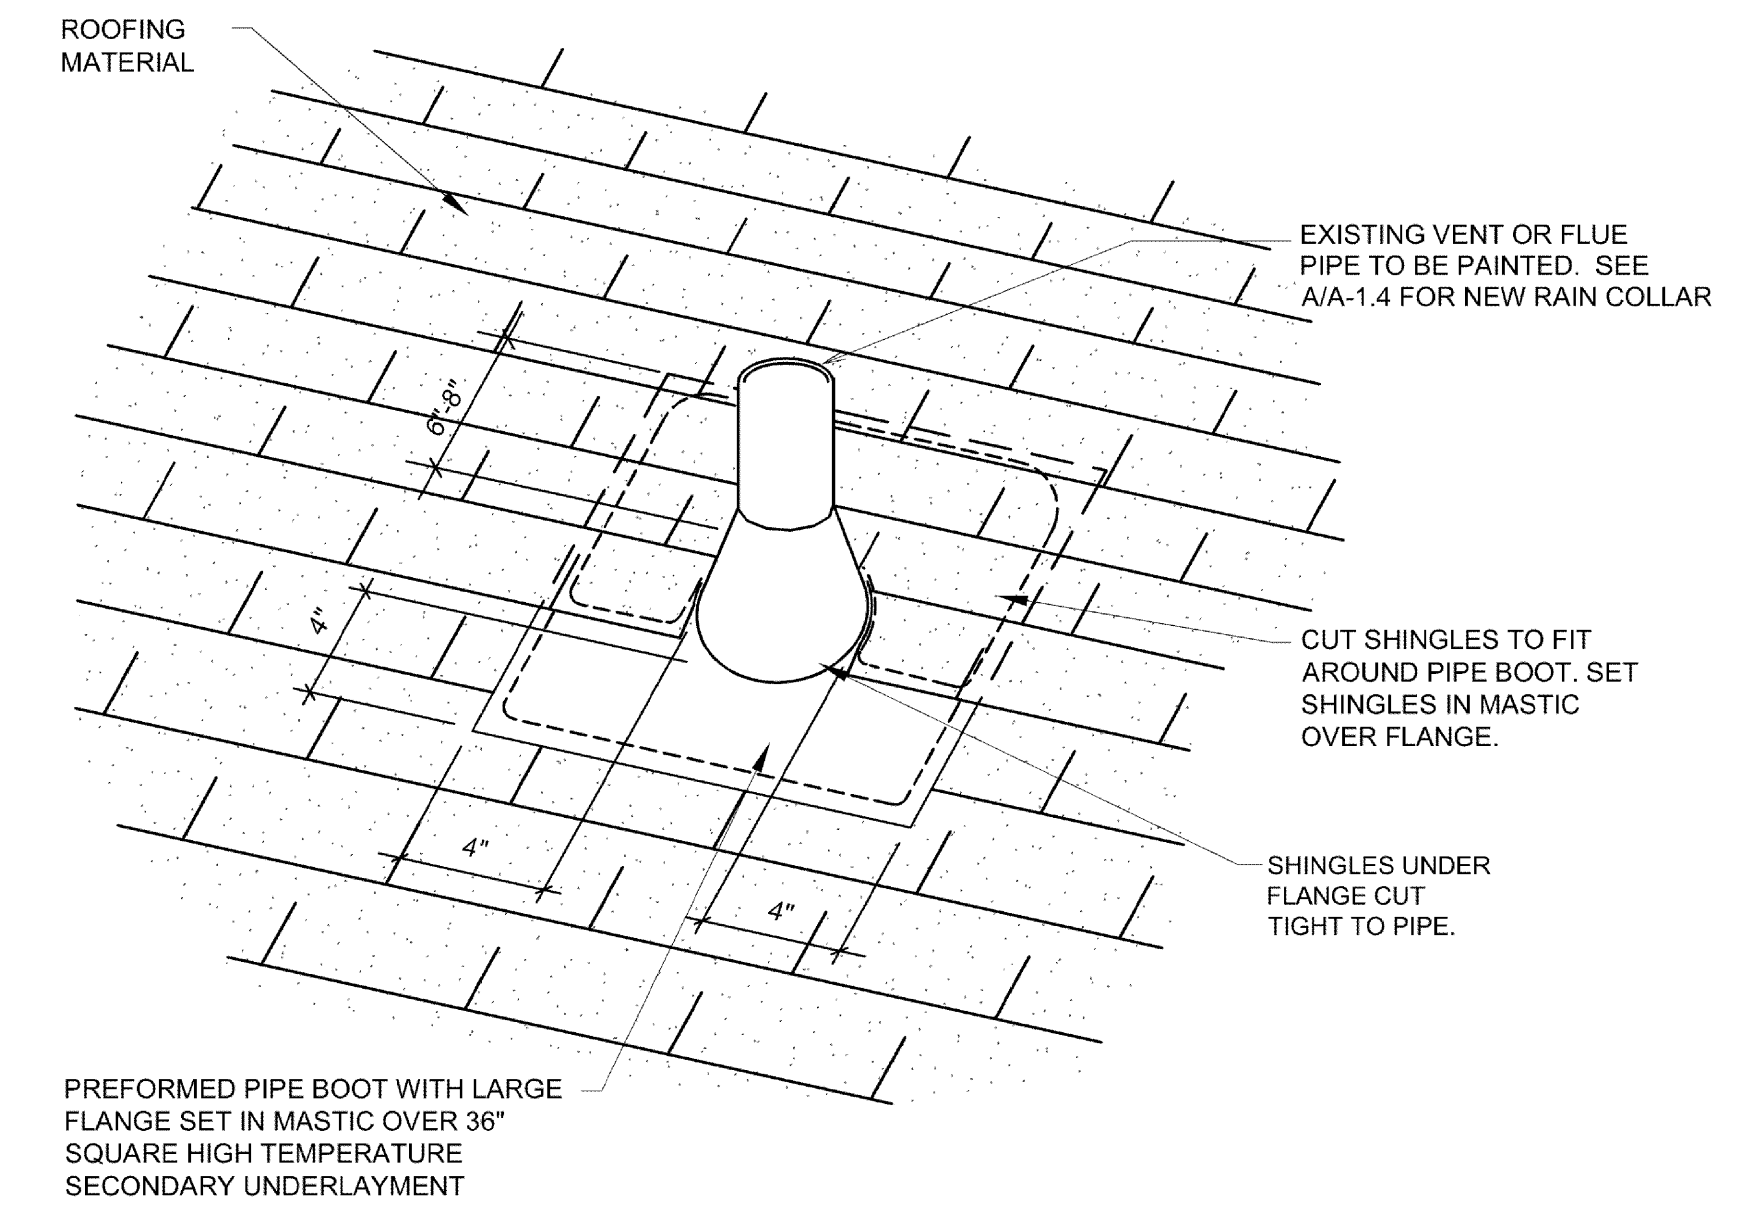 ROOFING
MATERIAL
EXISTING VENT OR FLUE
PIPE TO BE PAINTED. SEE
A/A-1.4 FOR NEW RAIN COLLAR
6"-8"
4"
CUT SHINGLES TO FIT
AROUND PIPE BOOT. SET
SHINGLES IN MASTIC
OVER FLANGE.
4"
4"
SHINGLES UNDER
FLANGE CUT
TIGHT TO PIPE.
PREFORMED PIPE BOOT WITH LARGE
FLANGE SET IN MASTIC OVER 36"
SQUARE HIGH TEMPERATURE
SECONDARY UNDERLAYMENT